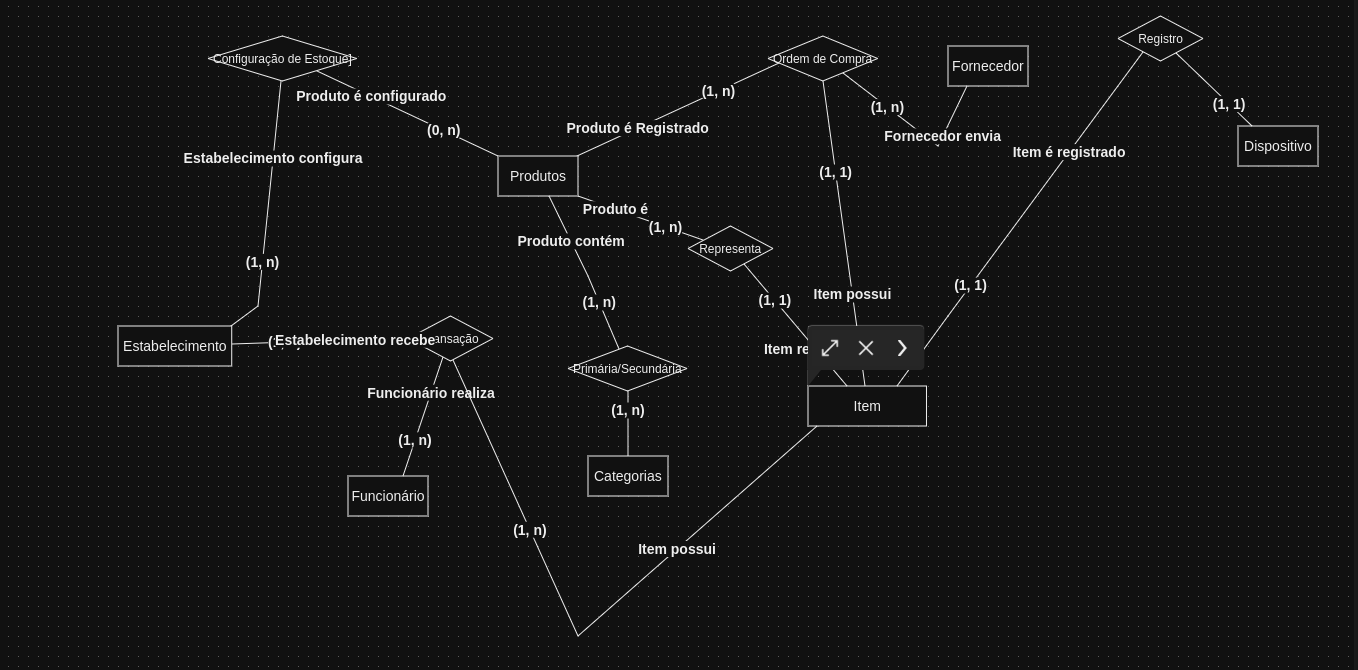 Registro
Configuração de Estoque]
Ordem de Compra
Fornecedor
Produto é configurado
(1, n)
(1, n)
(1, 1)
(0, n)
Produto é Registrado
Fornecedor envia
Dispositivo
Estabelecimento configura
Item é registrado
Produtos
(1, 1)
Produto é
(1, n)
Produto contém
Representa
(1, n)
(1, 1)
Item possui
(1, n)
(1, 1)
Estabelecimento
Estabelecimento recebe
ansação
Item re
Primária/Secundária
Funcionário realiza
(1, n)
Item
(1, n)
Categorias
Funcionário
(1, n)
Item possui